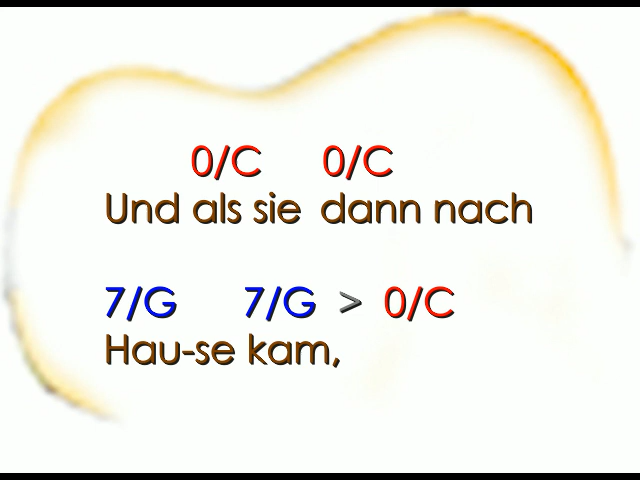 0/C 0/C
Und als sie dann nach
7/G 7/G > 0/C
Hau-se kam,